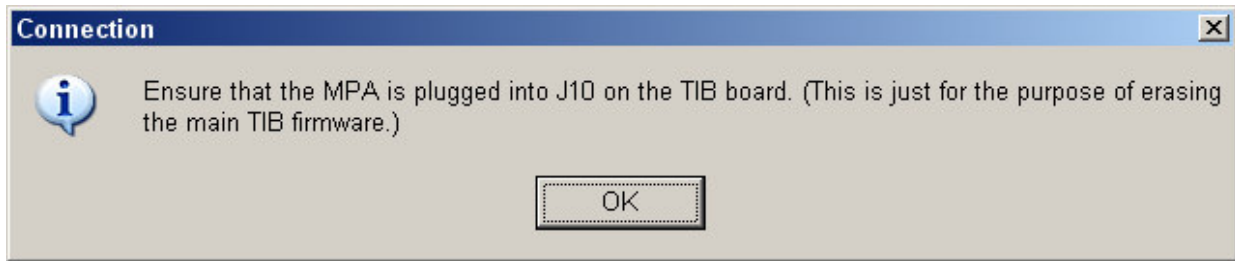 Connection
Ensure that the MPA is plugged into J10 on the TIB board. (This is just for the purpose of erasing
the main TIB firmware.)
OK